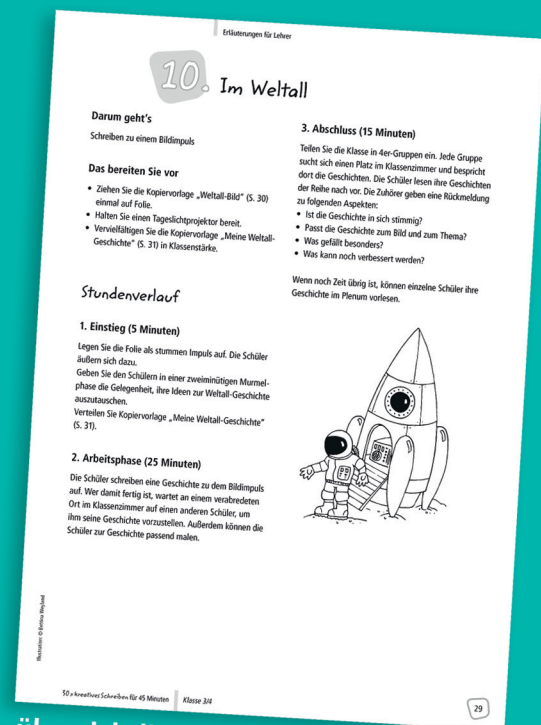 Erläuterungen für Lehrer
10. Im Weltall
Darum geht's
Schreiben zu einem Bildimpuls
Das bereiten Sie vor
• Ziehen Sie die Kopiervorlage „Weltall-Bild“ (S. 30)
einmal auf Folie.
• Halten Sie einen Tageslichtprojektor bereit.
• Vervielfältigen Sie die Kopiervorlage „Meine Weltall-
Geschichte“ (S. 31) in Klassenstärke.
Stundenverlauf
1. Einstieg (5 Minuten)
Legen Sie die Folie als stummen Impuls auf. Die Schüler
äußern sich dazu.
Geben Sie den Schülern in einer zweiminütigen Murmel-
phase die Gelegenheit, ihre Ideen zur Weltall-Geschichte
auszutauschen.
Verteilen Sie Kopiervorlage „Meine Weltall-Geschichte“
(S. 31).
2. Arbeitsphase (25 Minuten)
Die Schüler schreiben eine Geschichte zu dem Bildimpuls
auf. Wer damit fertig ist, wartet an einem verabredeten
Ort im Klassenzimmer auf einen anderen Schüler, um
ihm seine Geschichte vorzustellen. Außerdem können die
Schüler zur Geschichte passend malen.
3. Abschluss (15 Minuten)
Teilen Sie die Klasse in 4er-Gruppen ein. Jede Gruppe
sucht sich einen Platz im Klassenzimmer und bespricht
dort die Geschichten. Die Schüler lesen ihre Geschichten
der Reihe nach vor. Die Zuhörer geben eine Rückmeldung
zu folgenden Aspekten:
• Ist die Geschichte in sich stimmig?
• Passt die Geschichte zum Bild und zum Thema?
• Was gefällt besonders?
• Was kann noch verbessert werden?
Wenn noch Zeit übrig ist, können einzelne Schüler ihre
Geschichte im Plenum vorlesen.
Illustration: © Bettina Weyland
50 x kreatives Schreiben für 45 Minuten Klasse 3/4
29